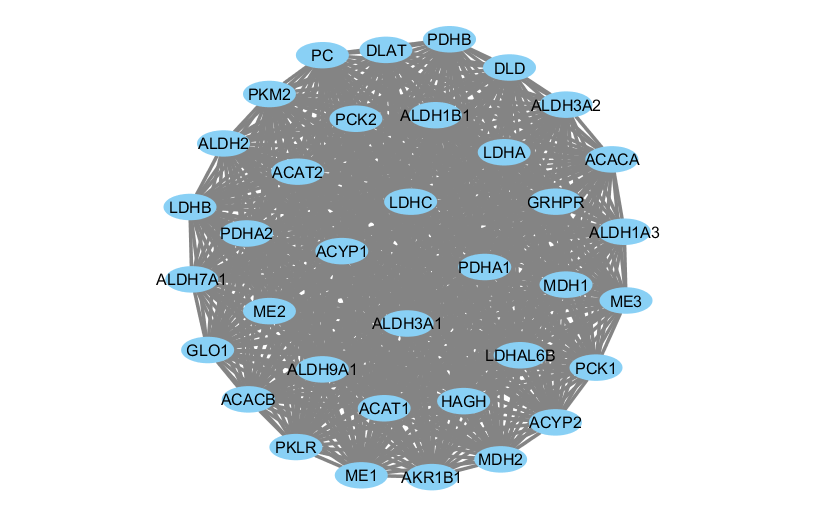 PDHB
DLAT
PC
DLD
PKM2
ALDH3A2
ALDH1B1
PCK2
ALDH2
LDHA
ACACA
ACAT2
LDHC
GRHPR
LDHB
PDHA2
ALDH1A3
ACYP1
PDHA1
ALDH7A1
MDH1
ME3
ME2
ALDH3A1
GLO1
LDHAL6B
ALDH9A1
PCK1
ACACB
HAGH
ACAT1
ACYP2
PKLR
MDH2
ME1
AKR1B1